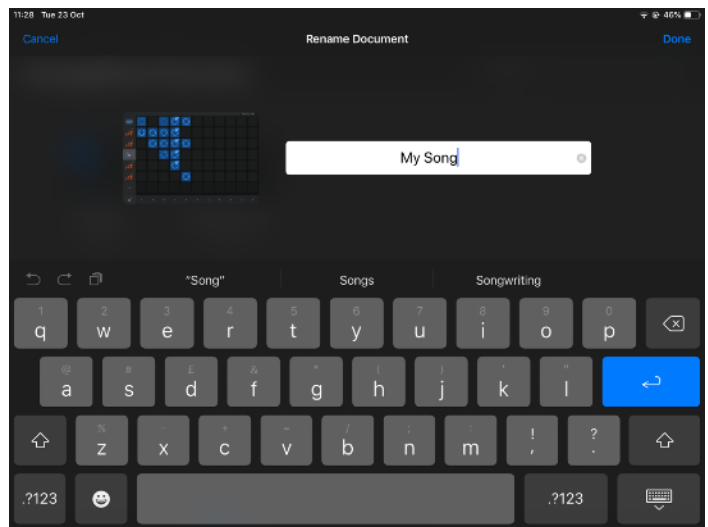 11:28 Tue 23 Oct 46%
Cancel Rename Document Done
My Song
"Song" Songs Songwriting
1 2 3 4 5 6 7 8 9 0
q w e r t y u i o p
@ # £ & * ( ) ' "
a s d f g h j k l
% - + = / ; : ! ?
z x c v b n m , .
.?123 .?123